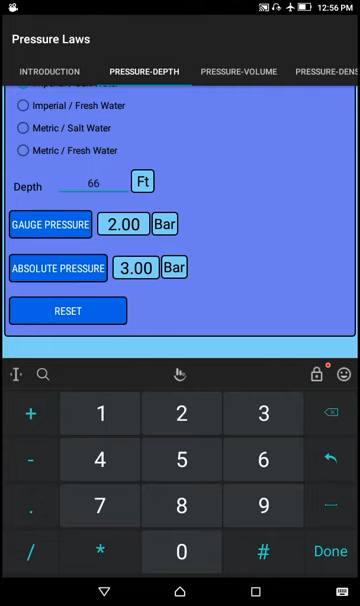 12:56 PM
Pressure Laws
INTRODUCTION PRESSURE-DEPTH PRESSURE-VOLUME PRESSURE-DENS
Imperial / Fresh Water
Metric / Salt Water
Metric / Fresh Water
Depth 66 Ft
GAUGE PRESSURE 2.00 Bar
ABSOLUTE PRESSURE 3.00 Bar
RESET
+ 1 2 3
- 4 5 6
. 7 8 9
/ * 0 # Done